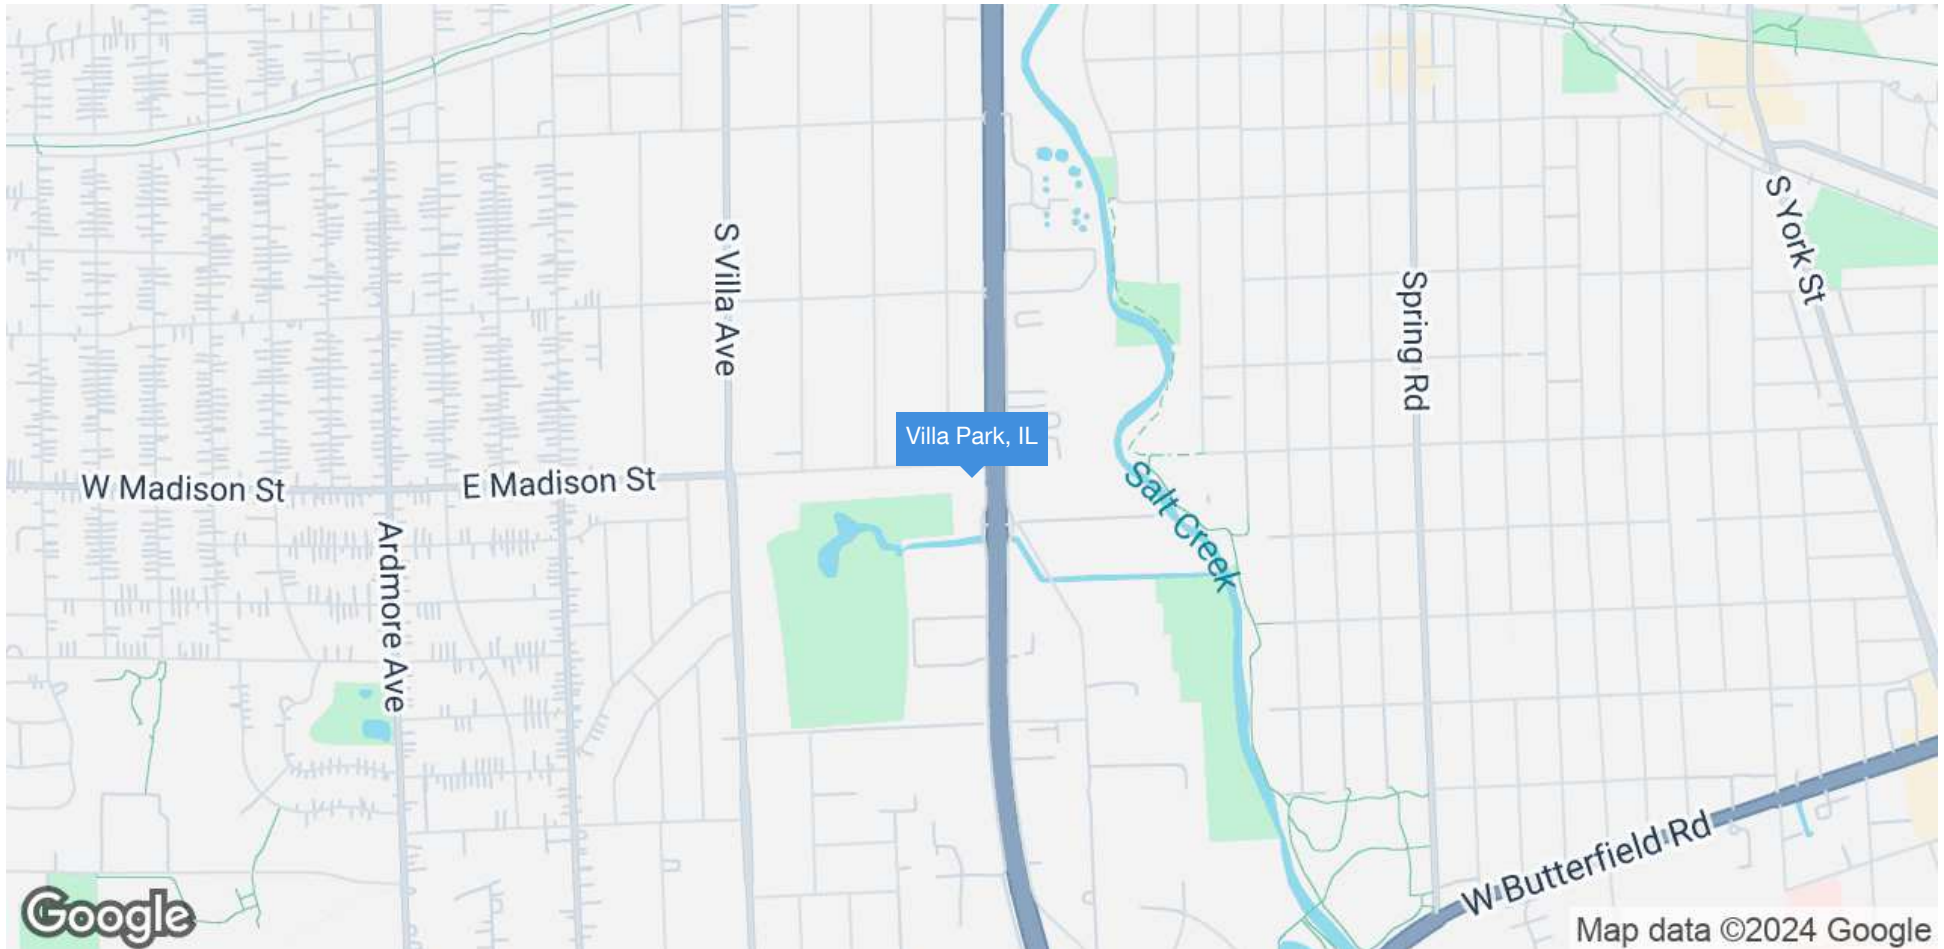 S York St
S Villa Ave
Spring Rd
Villa Park, IL
W Madison St
E Madison St
Salt Creek
Ardmore Ave
W Butterfield Rd
Google
Map data ©2024 Google